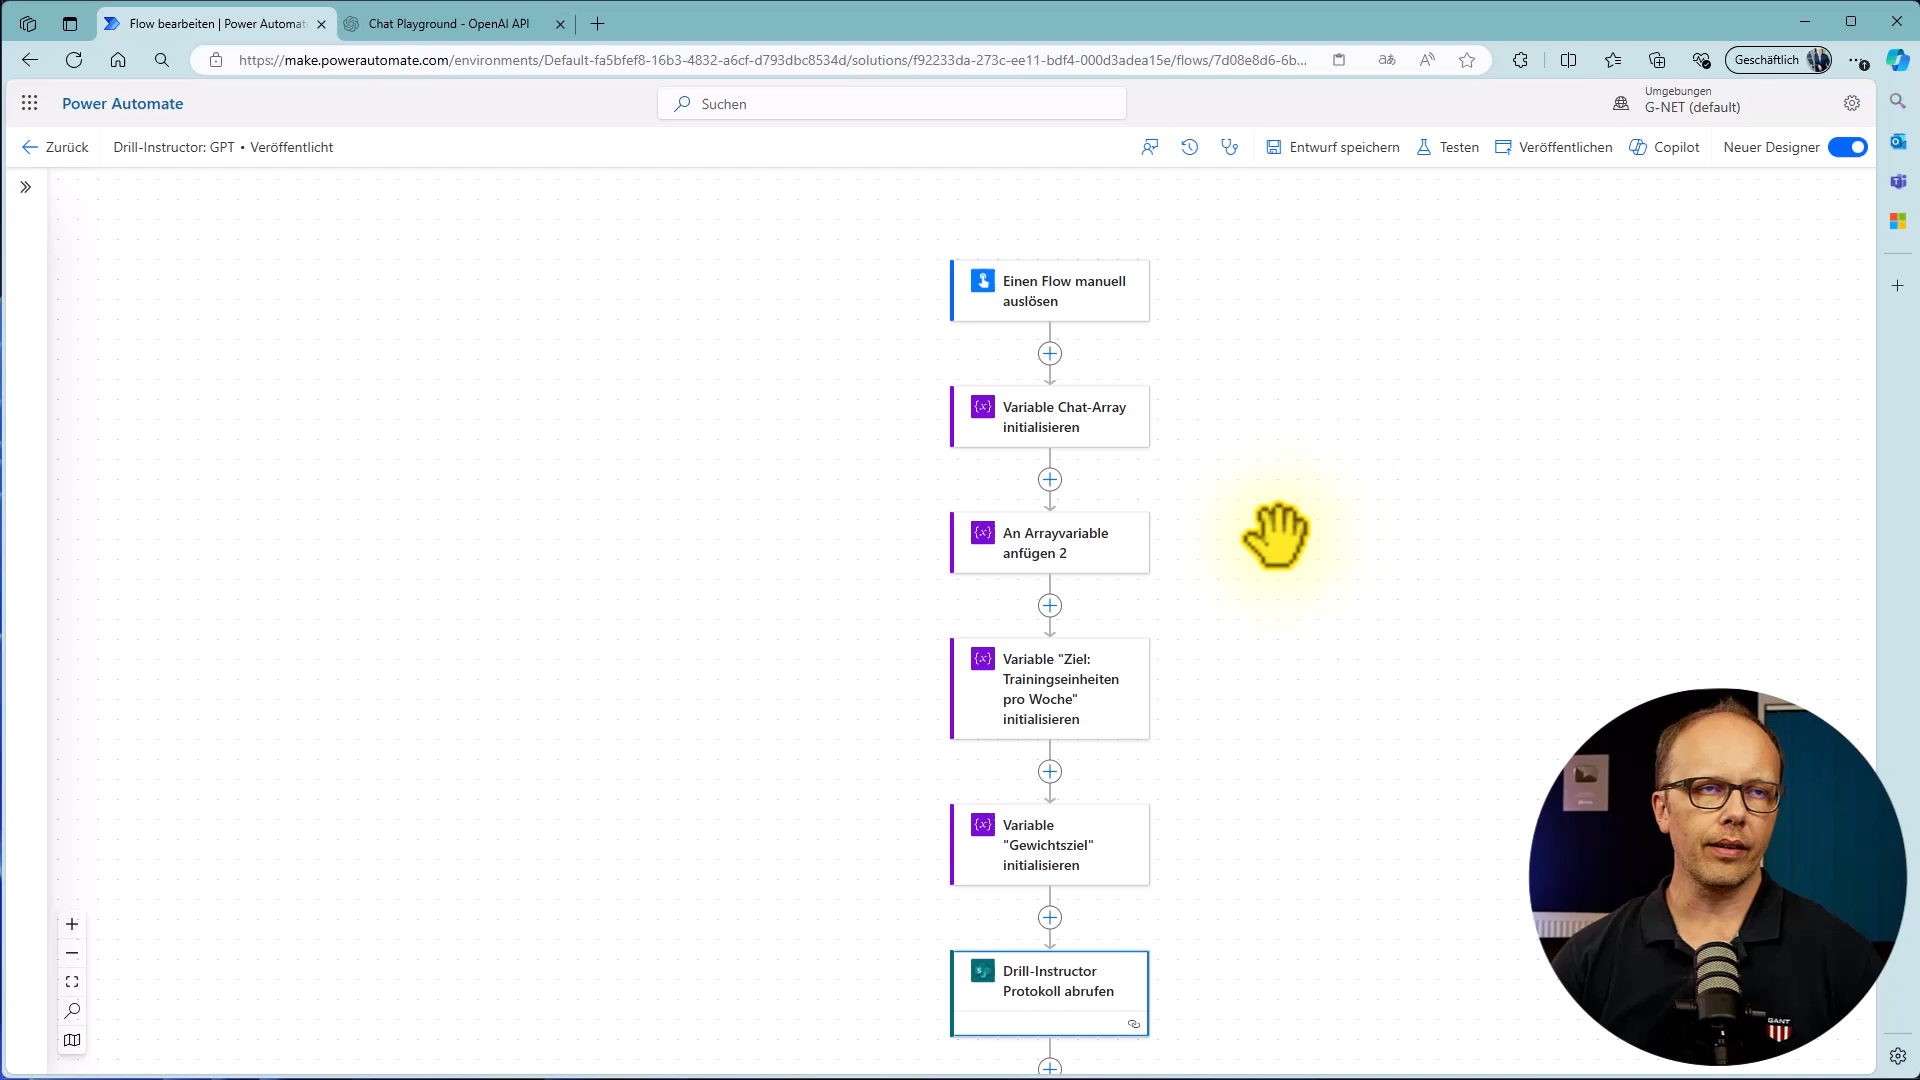 Flow bearbeiten | Power Automat
Chat Playground - OpenAI API
https://make.powerautomate.com/environments/Default-fa5bfef8-16b3-4832-a6cf-d793dbc8534d/solutions/f92233da-273c-ee11-bdf4-000d3adea15e/flows/7d08e8d6-6b...
Geschäftlich
Power Automate
Suchen
Umgebungen
G-NET (default)
Zurück
Drill-Instructor: GPT • Veröffentlicht
Entwurf speichern
Testen
Veröffentlichen
Copilot
Neuer Designer
Einen Flow manuell
auslösen
Variable Chat-Array
initialisieren
An Arrayvariable
anfügen 2
Variable "Ziel:
Trainingseinheiten
pro Woche"
initialisieren
Variable
"Gewichtsziel"
initialisieren
Drill-Instructor
Protokoll abrufen
GANT